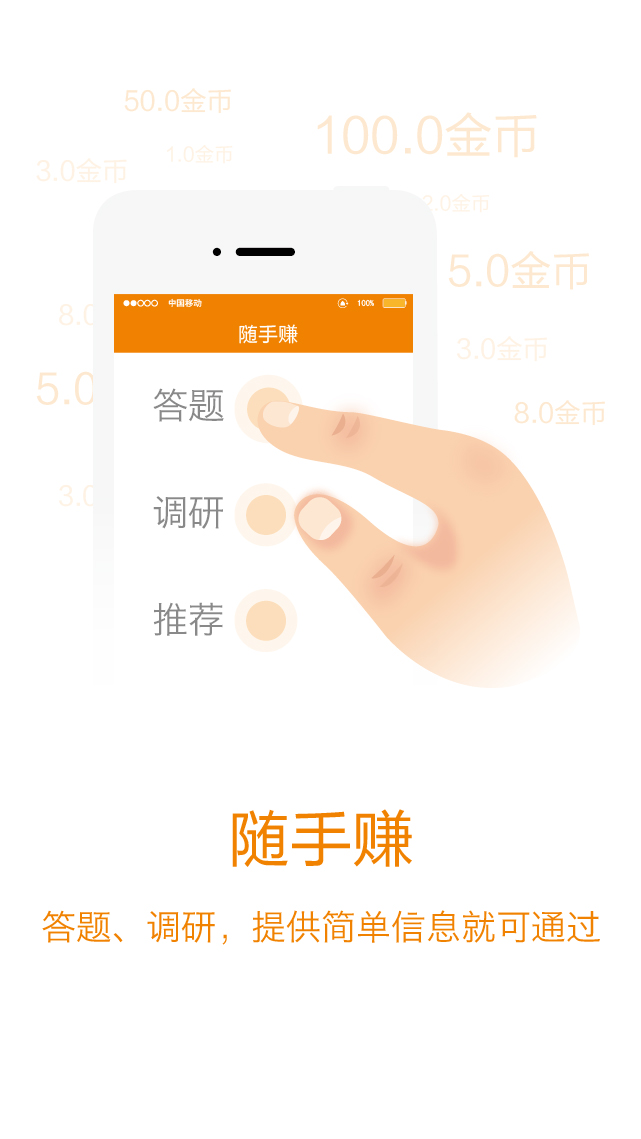 50.0金币
100.0金币
1.0金币
3.0金币
2.0金币
5.0金币
中国移动 100%
8.0
随手赚
3.0金币
5.0
答题
8.0金币
3.0
调研
推荐
随手赚
答题、调研，提供简单信息就可通过